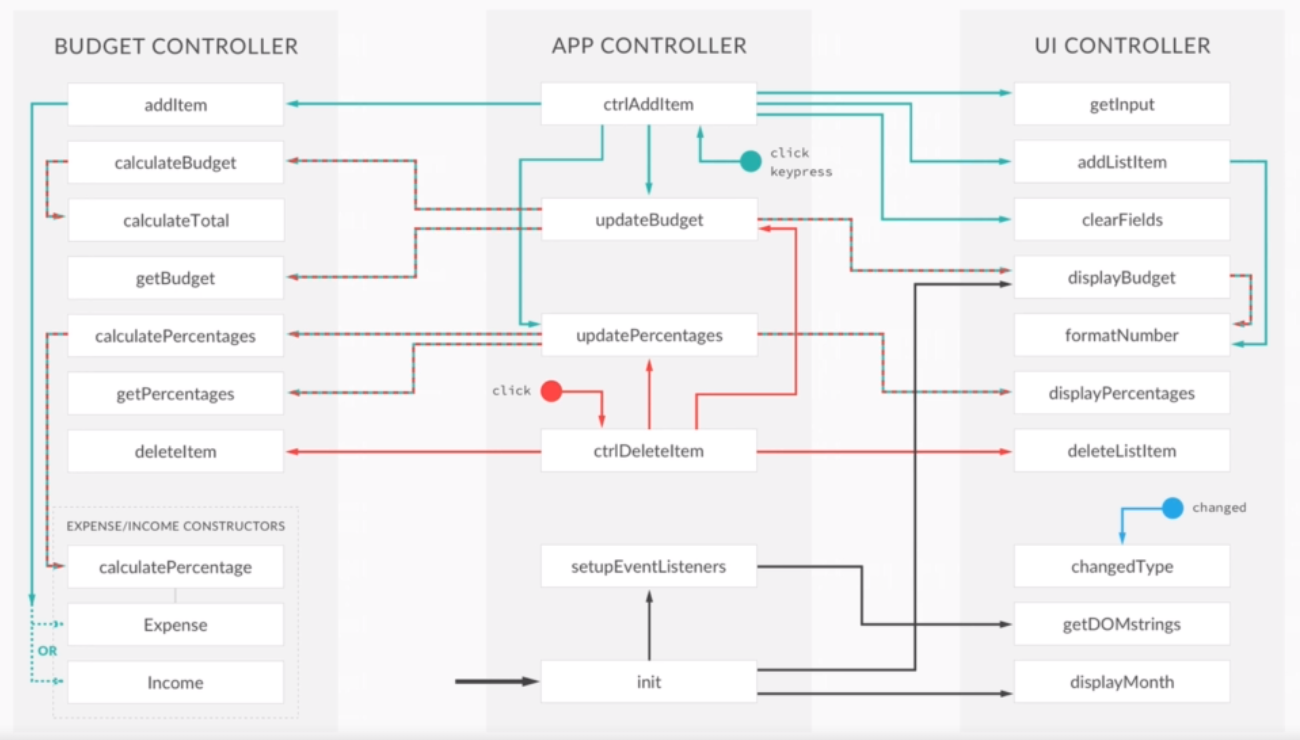 BUDGET CONTROLLER
addItem
calculateBudget
calculateTotal
getBudget
calculatePercentages
getPercentages
deleteItem
EXPENSE/INCOME CONSTRUCTORS
calculatePercentage
Expense
OR
Income
APP CONTROLLER
ctrlAddItem
click
keypress
updateBudget
updatePercentages
click
ctrlDeleteItem
setupEventListeners
init
UI CONTROLLER
getInput
addListItem
clearFields
displayBudget
formatNumber
displayPercentages
deleteListItem
changed
changedType
getDOMstrings
displayMonth